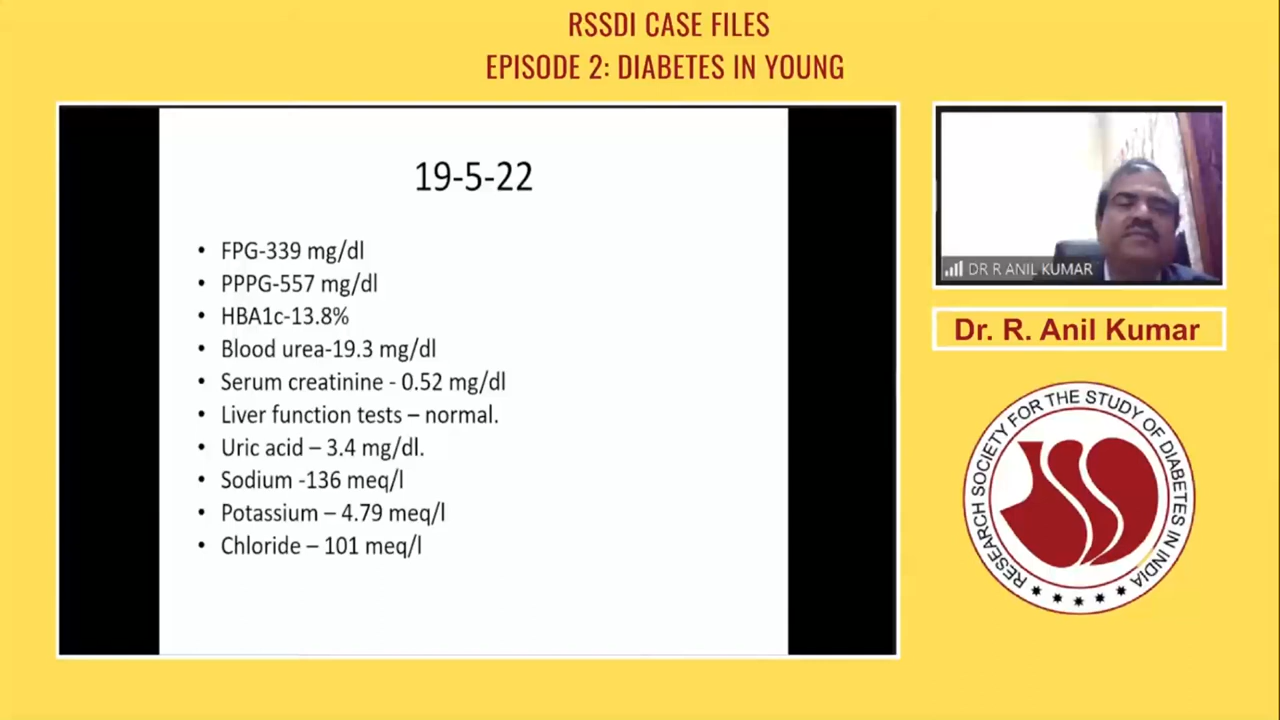 RSSDI CASE FILES
EPISODE 2: DIABETES IN YOUNG
19-5-22
• FPG-339 mg/dl
• PPPG-557 mg/dl
• HBA1c-13.8%
• Blood urea-19.3 mg/dl
• Serum creatinine - 0.52 mg/dl
• Liver function tests – normal.
• Uric acid – 3.4 mg/dl.
• Sodium -136 meq/l
• Potassium – 4.79 meq/l
• Chloride – 101 meq/l
DR R ANIL KUMAR
Dr. R. Anil Kumar
RESEARCH SOCIETY FOR THE STUDY OF DIABETES IN INDIA